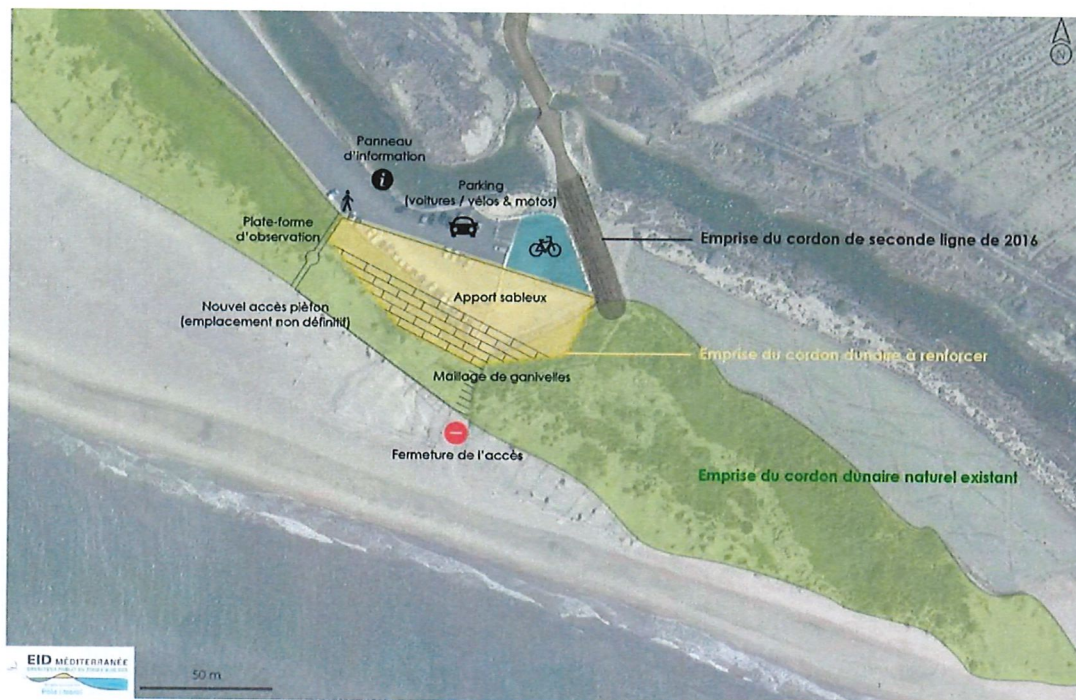 N
Panneau
d'information
Parking
(voitures / vélos & motos)
Plate-forme
d'observation
Emprise du cordon de seconde ligne de 2016
Apport sableux
Nouvel accès piéton
(emplacement non définitif)
Emprise du cordon dunaire à renforcer
Maillage de ganivelles
Fermeture de l'accès
Emprise du cordon dunaire naturel existant
EID MÉDITERRANÉE
50 m